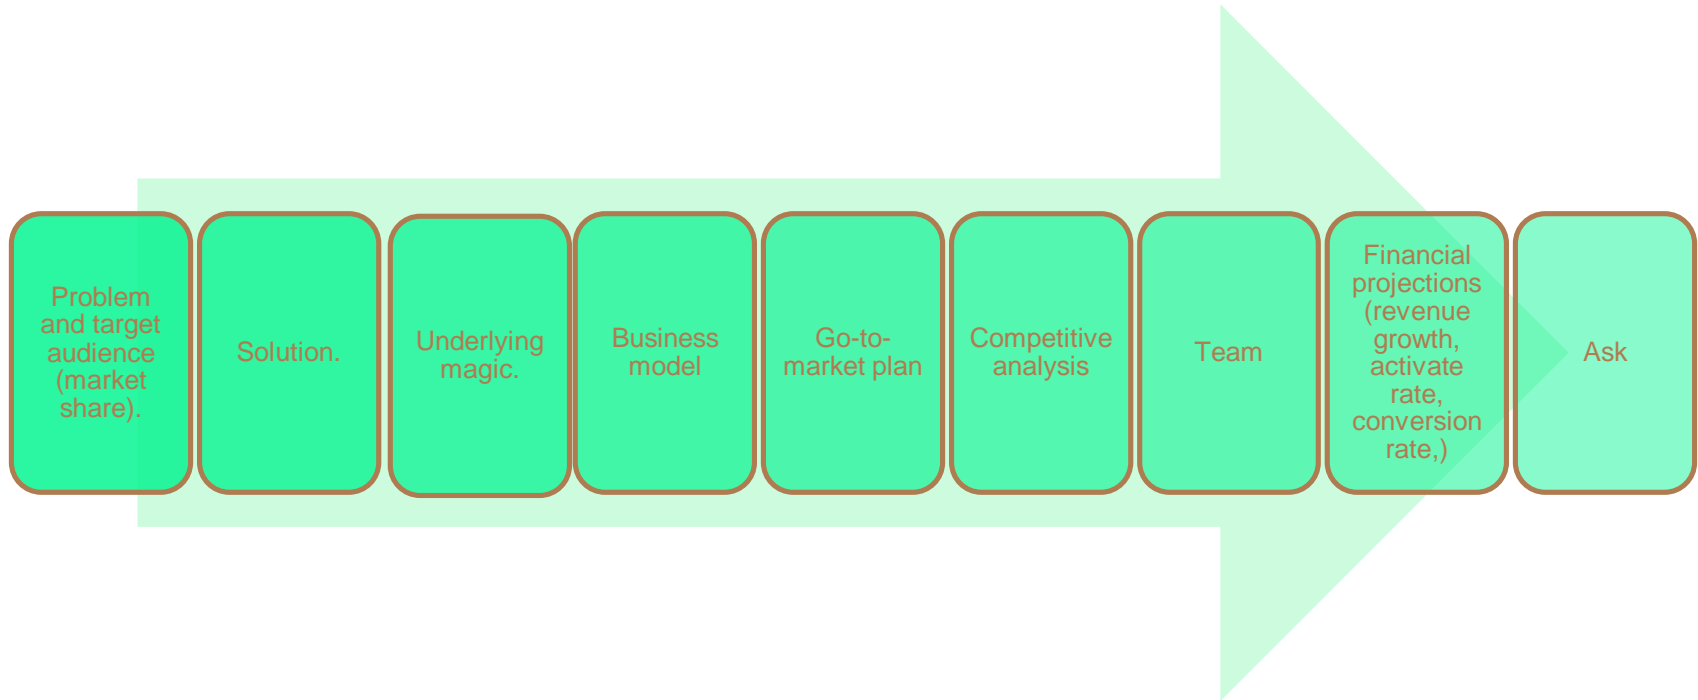 Problem
and target
audience
(market
share).
Solution.
Underlying
magic.
Business
model
Go-to-
market plan
Competitive
analysis
Team
Financial
projections
(revenue
growth,
activate
rate,
conversion
rate,)
Ask